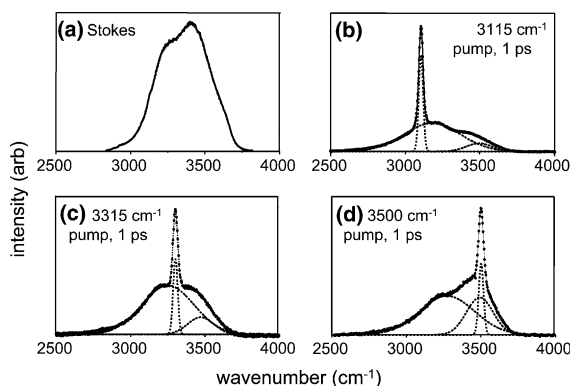 (a) Stokes
2500 3000 3500 4000
(b) 3115 cm-1
pump, 1 ps
2500 3000 3500 4000
intensity (arb)
(c) 3315 cm-1
pump, 1 ps
2500 3000 3500 4000
(d) 3500 cm-1
pump, 1 ps
2500 3000 3500 4000
wavenumber (cm-1)